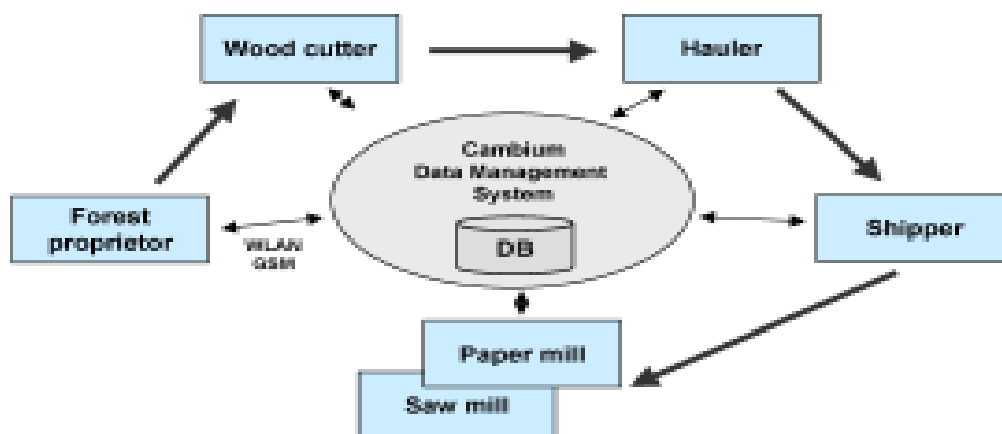 Wood cutter
Hauler
Cambium
Data Management
System
DB
Forest
proprietor
WLAN
GSM
Shipper
Paper mill
Saw mill